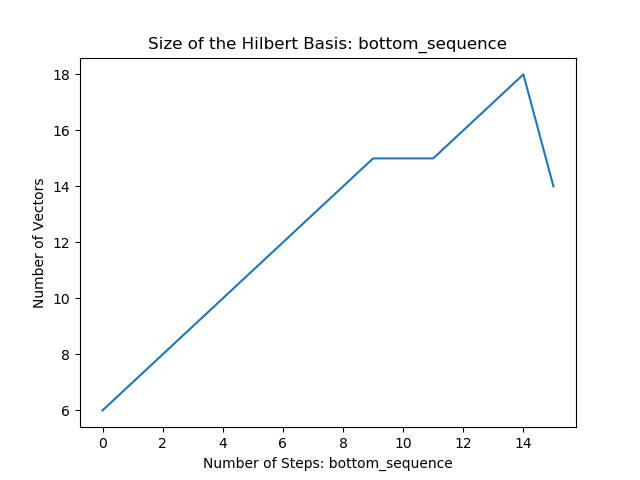 Size of the Hilbert Basis: bottom_sequence
18
16
14
12
10
8
6
Number of Vectors
0 2 4 6 8 10 12 14
Number of Steps: bottom_sequence